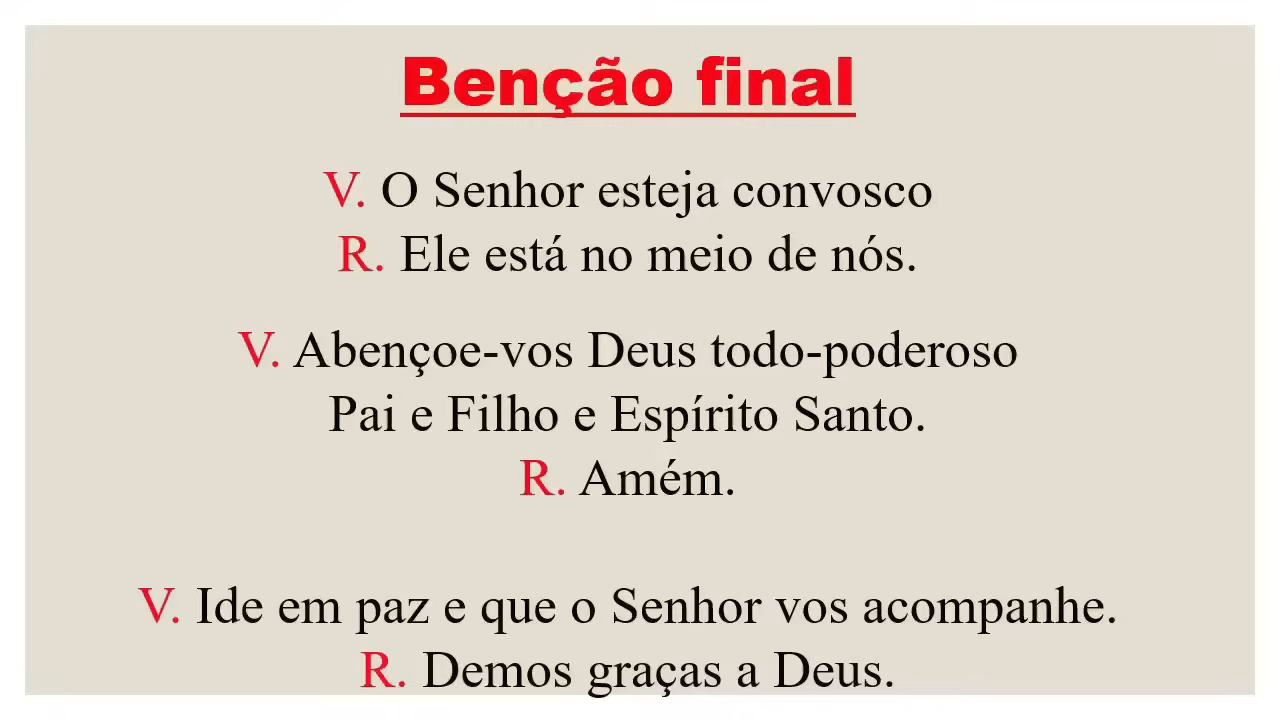 Benção final
V. O Senhor esteja convosco
R. Ele está no meio de nós.
V. Abençoe-vos Deus todo-poderoso
Pai e Filho e Espírito Santo.
R. Amém.
V. Ide em paz e que o Senhor vos acompanhe.
R. Demos graças a Deus.